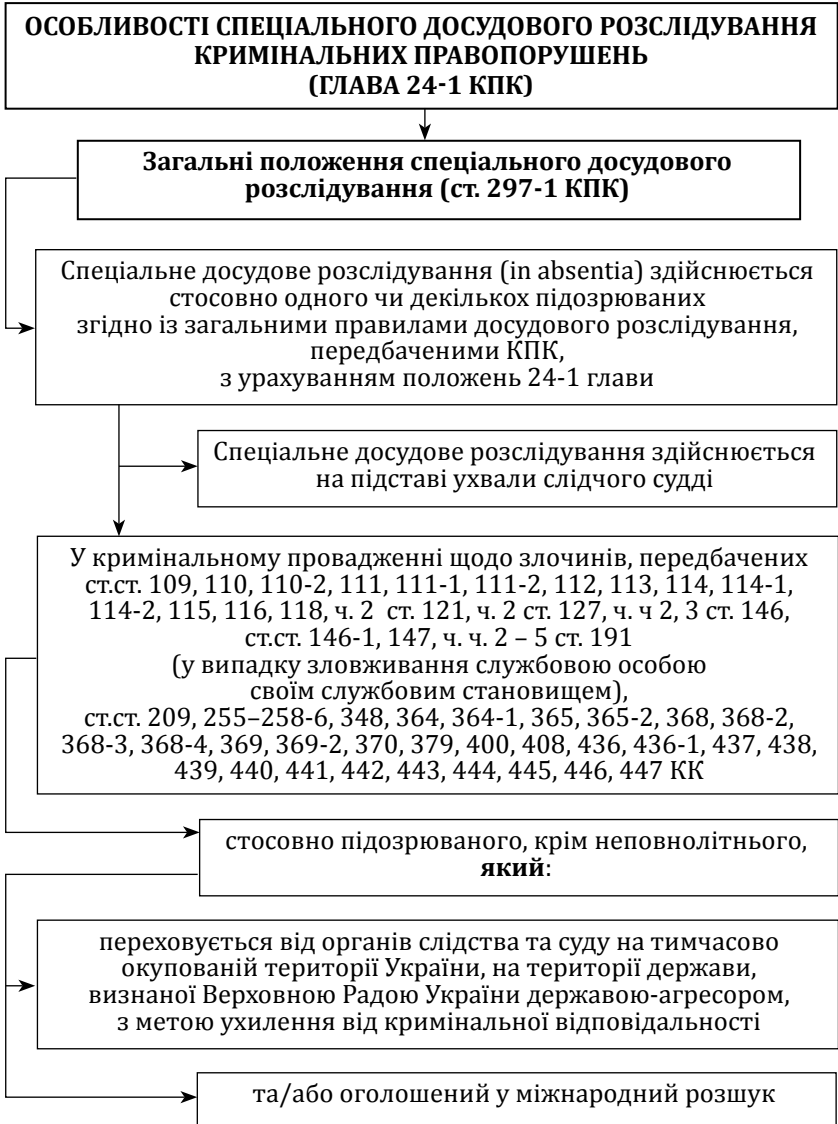 ОСОБЛИВОСТІ СПЕЦІАЛЬНОГО ДОСУДОВОГО РОЗСЛІДУВАННЯ
КРИМІНАЛЬНИХ ПРАВОПОРУШЕНЬ
(ГЛАВА 24-1 КПК)
Загальні положення спеціального досудового
розслідування (ст. 297-1 КПК)
Спеціальне досудове розслідування (in absentia) здійснюється
стосовно одного чи декількох підозрюваних
згідно із загальними правилами досудового розслідування,
передбаченими КПК,
з урахуванням положень 24-1 глави
Спеціальне досудове розслідування здійснюється
на підставі ухвали слідчого судді
У кримінальному провадженні щодо злочинів, передбачених
ст.ст. 109, 110, 110-2, 111, 111-1, 111-2, 112, 113, 114, 114-1,
114-2, 115, 116, 118, ч. 2 ст. 121, ч. 2 ст. 127, ч. ч 2, 3 ст. 146,
ст.ст. 146-1, 147, ч. ч. 2 – 5 ст. 191
(у випадку зловживання службовою особою
своїм службовим становищем),
ст.ст. 209, 255–258-6, 348, 364, 364-1, 365, 365-2, 368, 368-2,
368-3, 368-4, 369, 369-2, 370, 379, 400, 408, 436, 436-1, 437, 438,
439, 440, 441, 442, 443, 444, 445, 446, 447 КК
стосовно підозрюваного, крім неповнолітнього,
який:
переховується від органів слідства та суду на тимчасово
окупованій території України, на території держави,
визнаної Верховною Радою України державою-агресором,
з метою ухилення від кримінальної відповідальності
та/або оголошений у міжнародний розшук